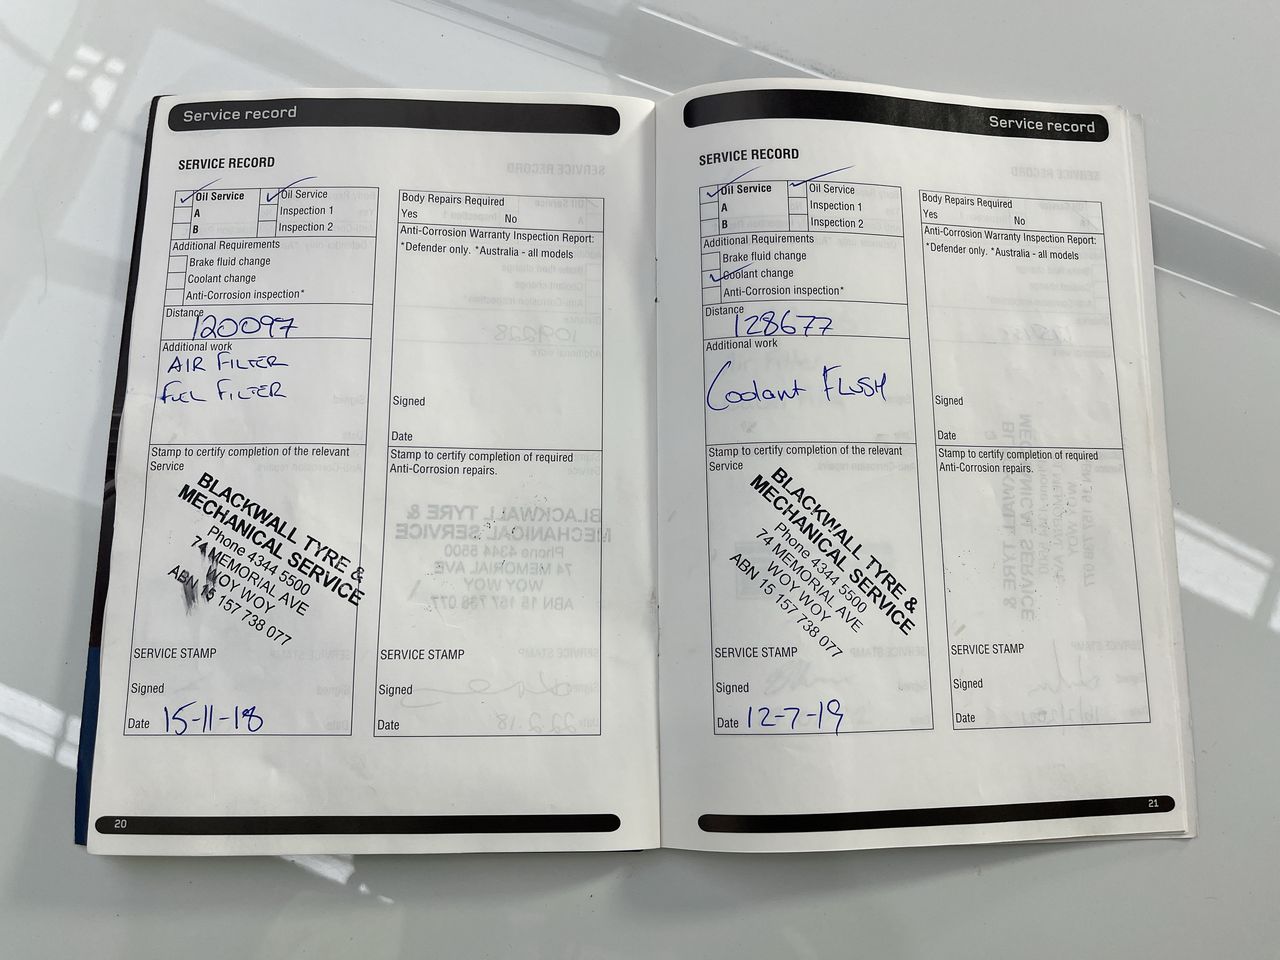 Service record
SERVICE RECORD
Oil Service
Oil Service
A
Inspection 1
B
Inspection 2
Additional Requirements
Brake fluid change
Coolant change
Anti-Corrosion inspection*
Distance
120097
Additional work
AIR FILTER
FUEL FILTER
Stamp to certify completion of the relevant
Service
BLACKWALL TYRE &
MECHANICAL SERVICE
Phone 4344 5500
74 MEMORIAL AVE
WOY WOY
ABN 15 157 738 077
SERVICE STAMP
Signed
Date 15-11-18
Body Repairs Required
Yes No
Anti-Corrosion Warranty Inspection Report:
*Defender only. *Australia - all models
Signed
Date
Stamp to certify completion of required
Anti-Corrosion repairs.
SERVICE STAMP
Signed
Date
20
Service record
SERVICE RECORD
Oil Service
Oil Service
A
Inspection 1
B
Inspection 2
Additional Requirements
Brake fluid change
Coolant change
Anti-Corrosion inspection*
Distance
128677
Additional work
Coolant FLUSH
Stamp to certify completion of the relevant
Service
BLACKWALL TYRE &
MECHANICAL SERVICE
Phone 4344 5500
74 MEMORIAL AVE
WOY WOY
ABN 15 157 738 077
SERVICE STAMP
Signed
Date 12-7-19
Body Repairs Required
Yes No
Anti-Corrosion Warranty Inspection Report:
*Defender only. *Australia - all models
Signed
Date
Stamp to certify completion of required
Anti-Corrosion repairs.
SERVICE STAMP
Signed
Date
21